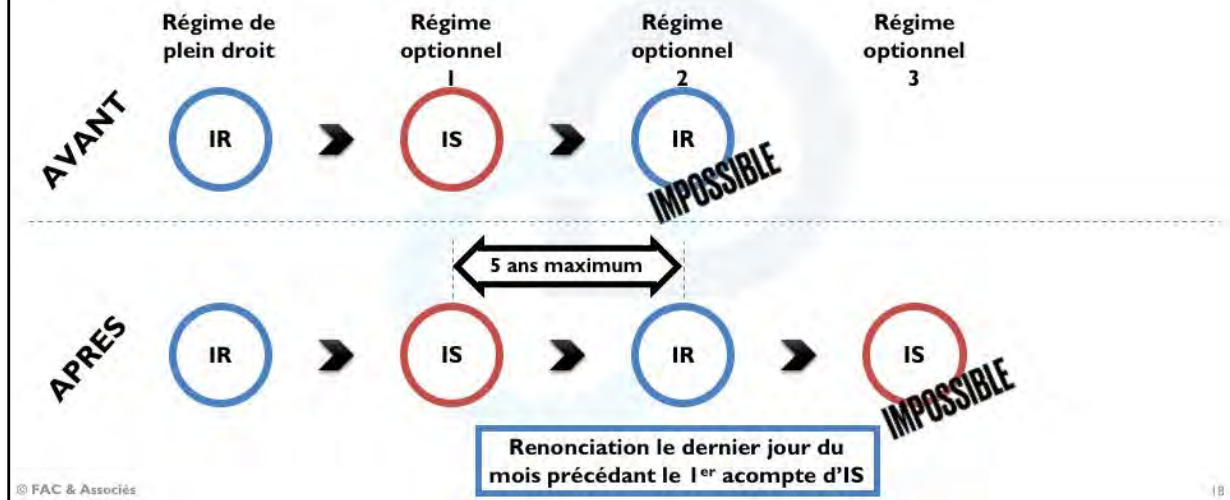 Régime de
plein droit
Régime
optionnel
1
Régime
optionnel
2
Régime
optionnel
3
AVANT
IR
IS
IR
IMPOSSIBLE
5 ans maximum
APRES
IR
IS
IR
IS
IMPOSSIBLE
Renonciation le dernier jour du
mois précédant le 1er acompte d'IS
© FAC & Associés
18